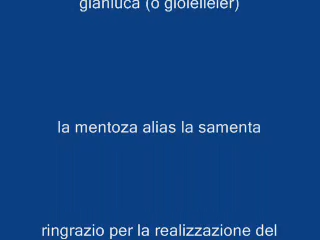 gianluca (o gioielleier)
la mentoza alias la samenta
ringrazio per la realizzazione del